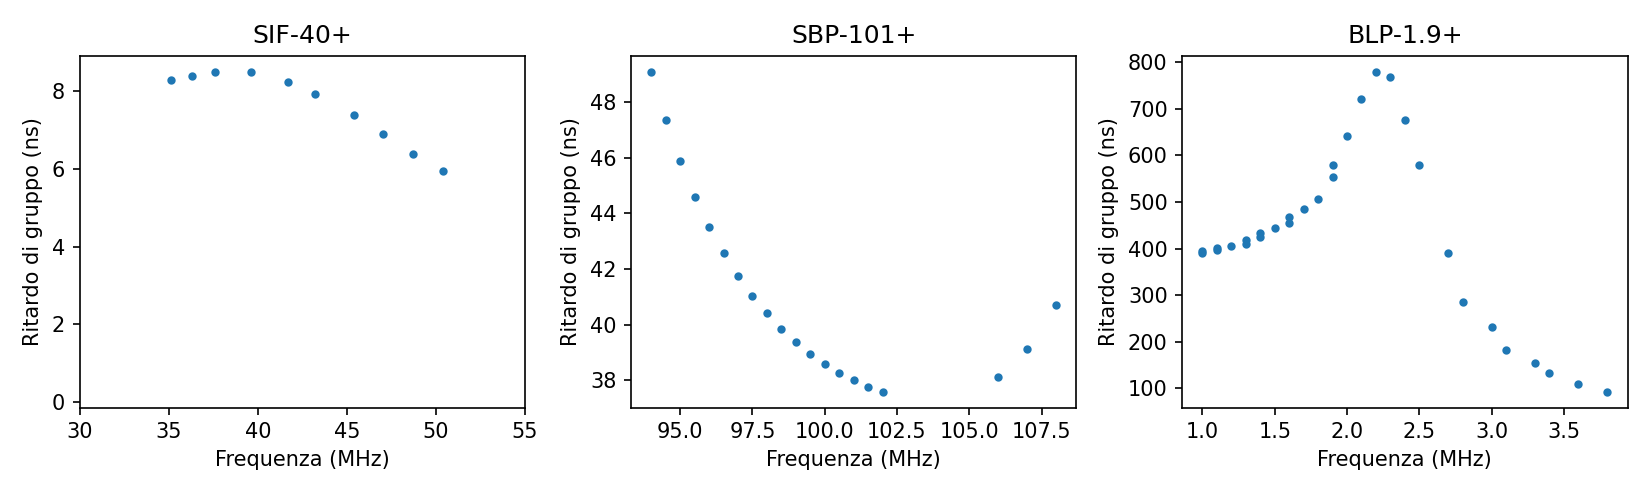 SIF-40+
Ritardo di gruppo (ns)
8
6
4
2
0
30 35 40 45 50 55
Frequenza (MHz)
SBP-101+
Ritardo di gruppo (ns)
48
46
44
42
40
38
95.0 97.5 100.0 102.5 105.0 107.5
Frequenza (MHz)
BLP-1.9+
Ritardo di gruppo (ns)
800
700
600
500
400
300
200
100
1.0 1.5 2.0 2.5 3.0 3.5
Frequenza (MHz)